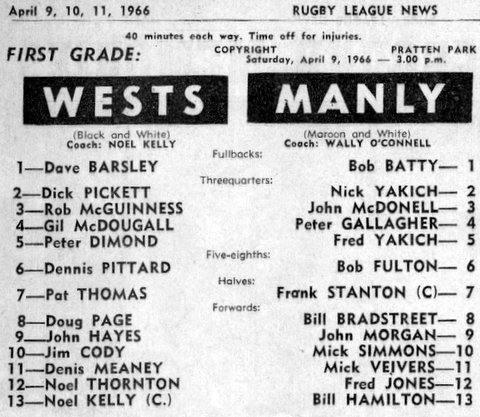 April 9, 10, 11, 1966 RUGBY LEAGUE NEWS
40 minutes each way. Time off for injuries.
FIRST GRADE: COPYRIGHT PRATTEN PARK
Saturday, April 9, 1966 — 3.00 p.m.
WESTS MANLY
(Black and White) (Maroon and White)
Coach: NOEL KELLY Coach: WALLY O'CONNELL
Fullbacks:
1—Dave BARSLEY Bob BATTY— 1
Threequarters:
2—Dick PICKETT Nick YAKICH— 2
3—Rob McGUINNESS John McDONELL— 3
4—Gil McDOUGALL Peter GALLAGHER— 4
5—Peter DIMOND Fred YAKICH— 5
Five-eighths:
6—Dennis PITTARD Bob FULTON— 6
Halves:
7—Pat THOMAS Frank STANTON (C)— 7
Forwards:
8—Doug PAGE Bill BRADSTREET— 8
9—John HAYES John MORGAN— 9
10—Jim CODY Mick SIMMONS—10
11—Denis MEANEY Mick VEIVERS—11
12—Noel THORNTON Fred JONES—12
13—Noel KELLY (C.) Bill HAMILTON—13